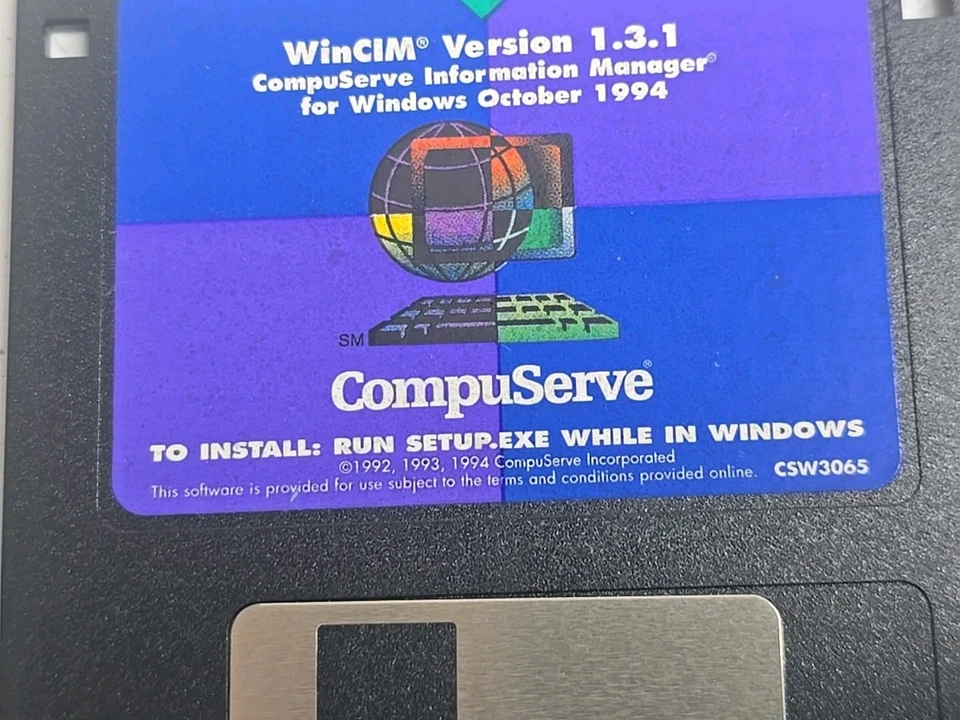 WinCIM® Version 1.3.1
CompuServe Information Manager®
for Windows October 1994
SM
CompuServe®
TO INSTALL: RUN SETUP.EXE WHILE IN WINDOWS
©1992, 1993, 1994 CompuServe Incorporated
This software is provided for use subject to the terms and conditions provided online. CSW3065